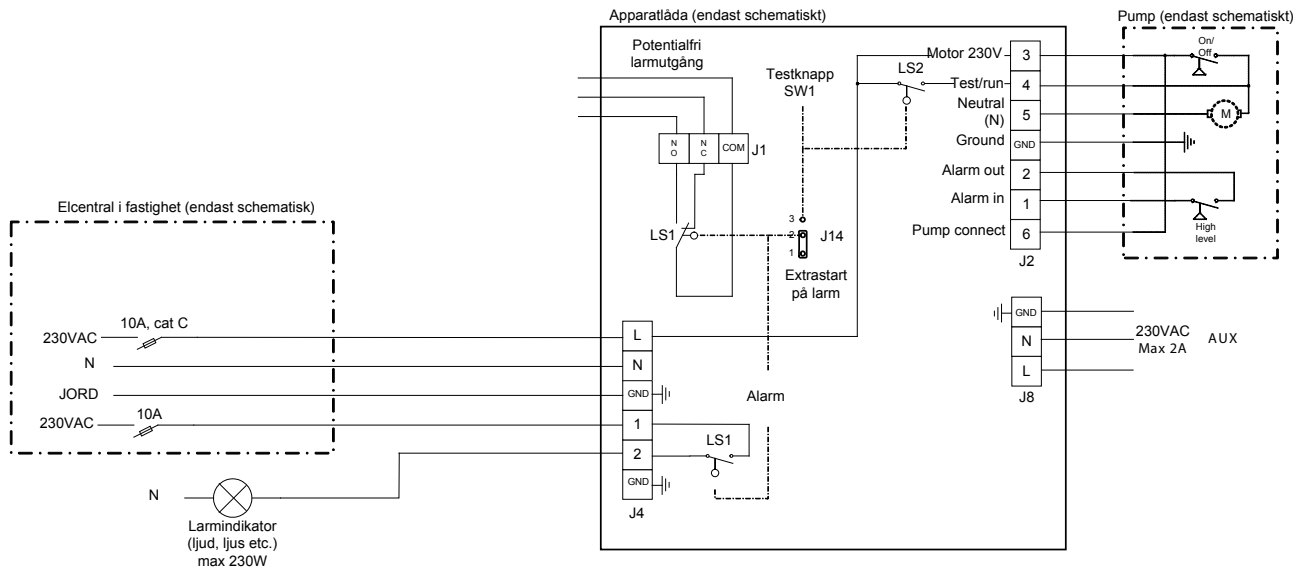 Apparatlåda (endast schematiskt)
Pump (endast schematiskt)
Potentialfri
larmutgång
Testknapp
SW1
LS2
Motor 230V
3
On/
Off
Test/run
4
Neutral
(N)
5
M
Ground
GND
Alarm out
2
Alarm in
1
High
level
Pump connect
6
J2
NO
NC
COM
J1
LS1
3
2
1
J14
Extrastart
på larm
Elcentral i fastighet (endast schematisk)
230VAC
10A, cat C
L
N
N
JORD
GND
230VAC
10A
1
2
GND
J4
Alarm
LS1
GND
N
L
J8
230VAC
Max 2A
AUX
N
Larmindikator
(ljud, ljus etc.)
max 230W